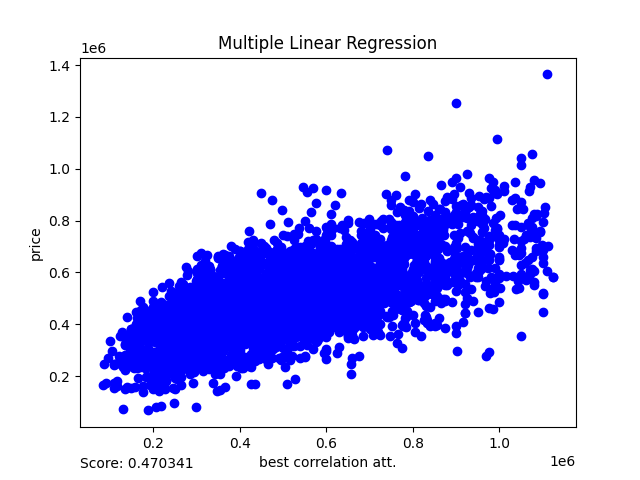 Multiple Linear Regression
1e6
1.4
1.2
1.0
0.8
0.6
0.4
0.2
price
0.2 0.4 0.6 0.8 1.0
1e6
Score: 0.470341 best correlation att.